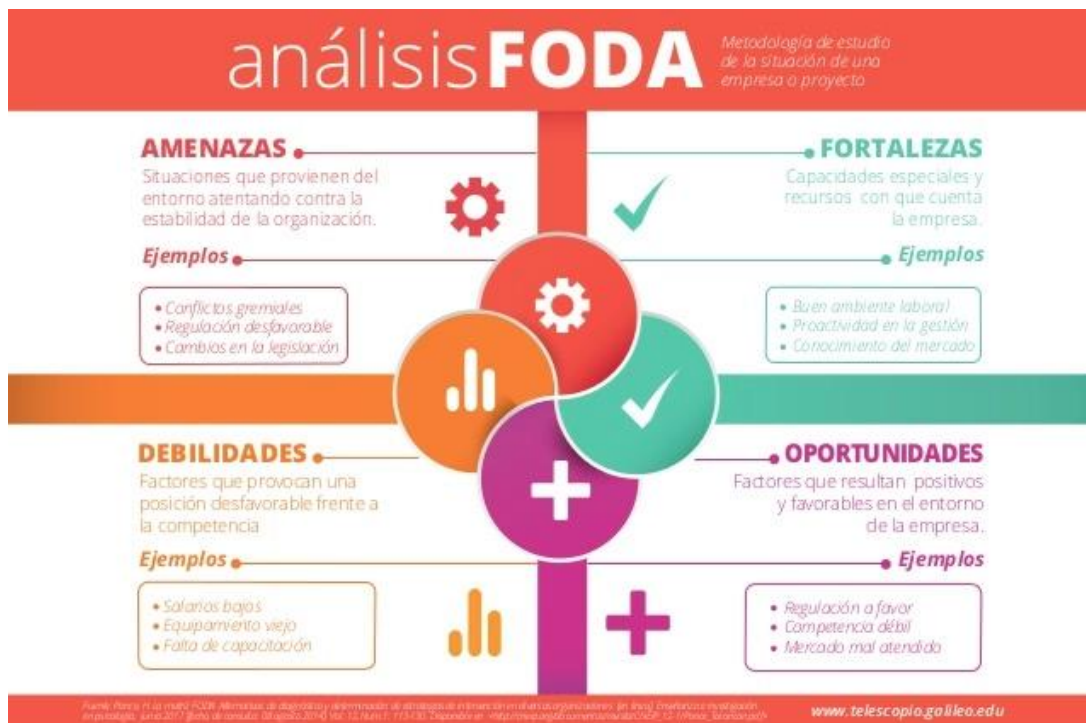 análisis FODA
Metodología de estudio
de la situación de una
empresa o proyecto
AMENAZAS
Situaciones que provienen del
entorno atentando contra la
estabilidad de la organización.
Ejemplos
• Conflictos gremiales
• Regulación desfavorable
• Cambios en la legislación
FORTALEZAS
Capacidades especiales y
recursos con que cuenta
la empresa.
Ejemplos
• Buen ambiente laboral
• Proactividad en la gestión
• Conocimiento del mercado
DEBILIDADES
Factores que provocan una
posición desfavorable frente a
la competencia
Ejemplos
• Salarios bajos
• Equipamiento viejo
• Falta de capacitación
OPORTUNIDADES
Factores que resultan positivos
y favorables en el entorno
de la empresa.
Ejemplos
• Regulación a favor
• Competencia débil
• Mercado mal atendido
www.telescopio.galileo.edu